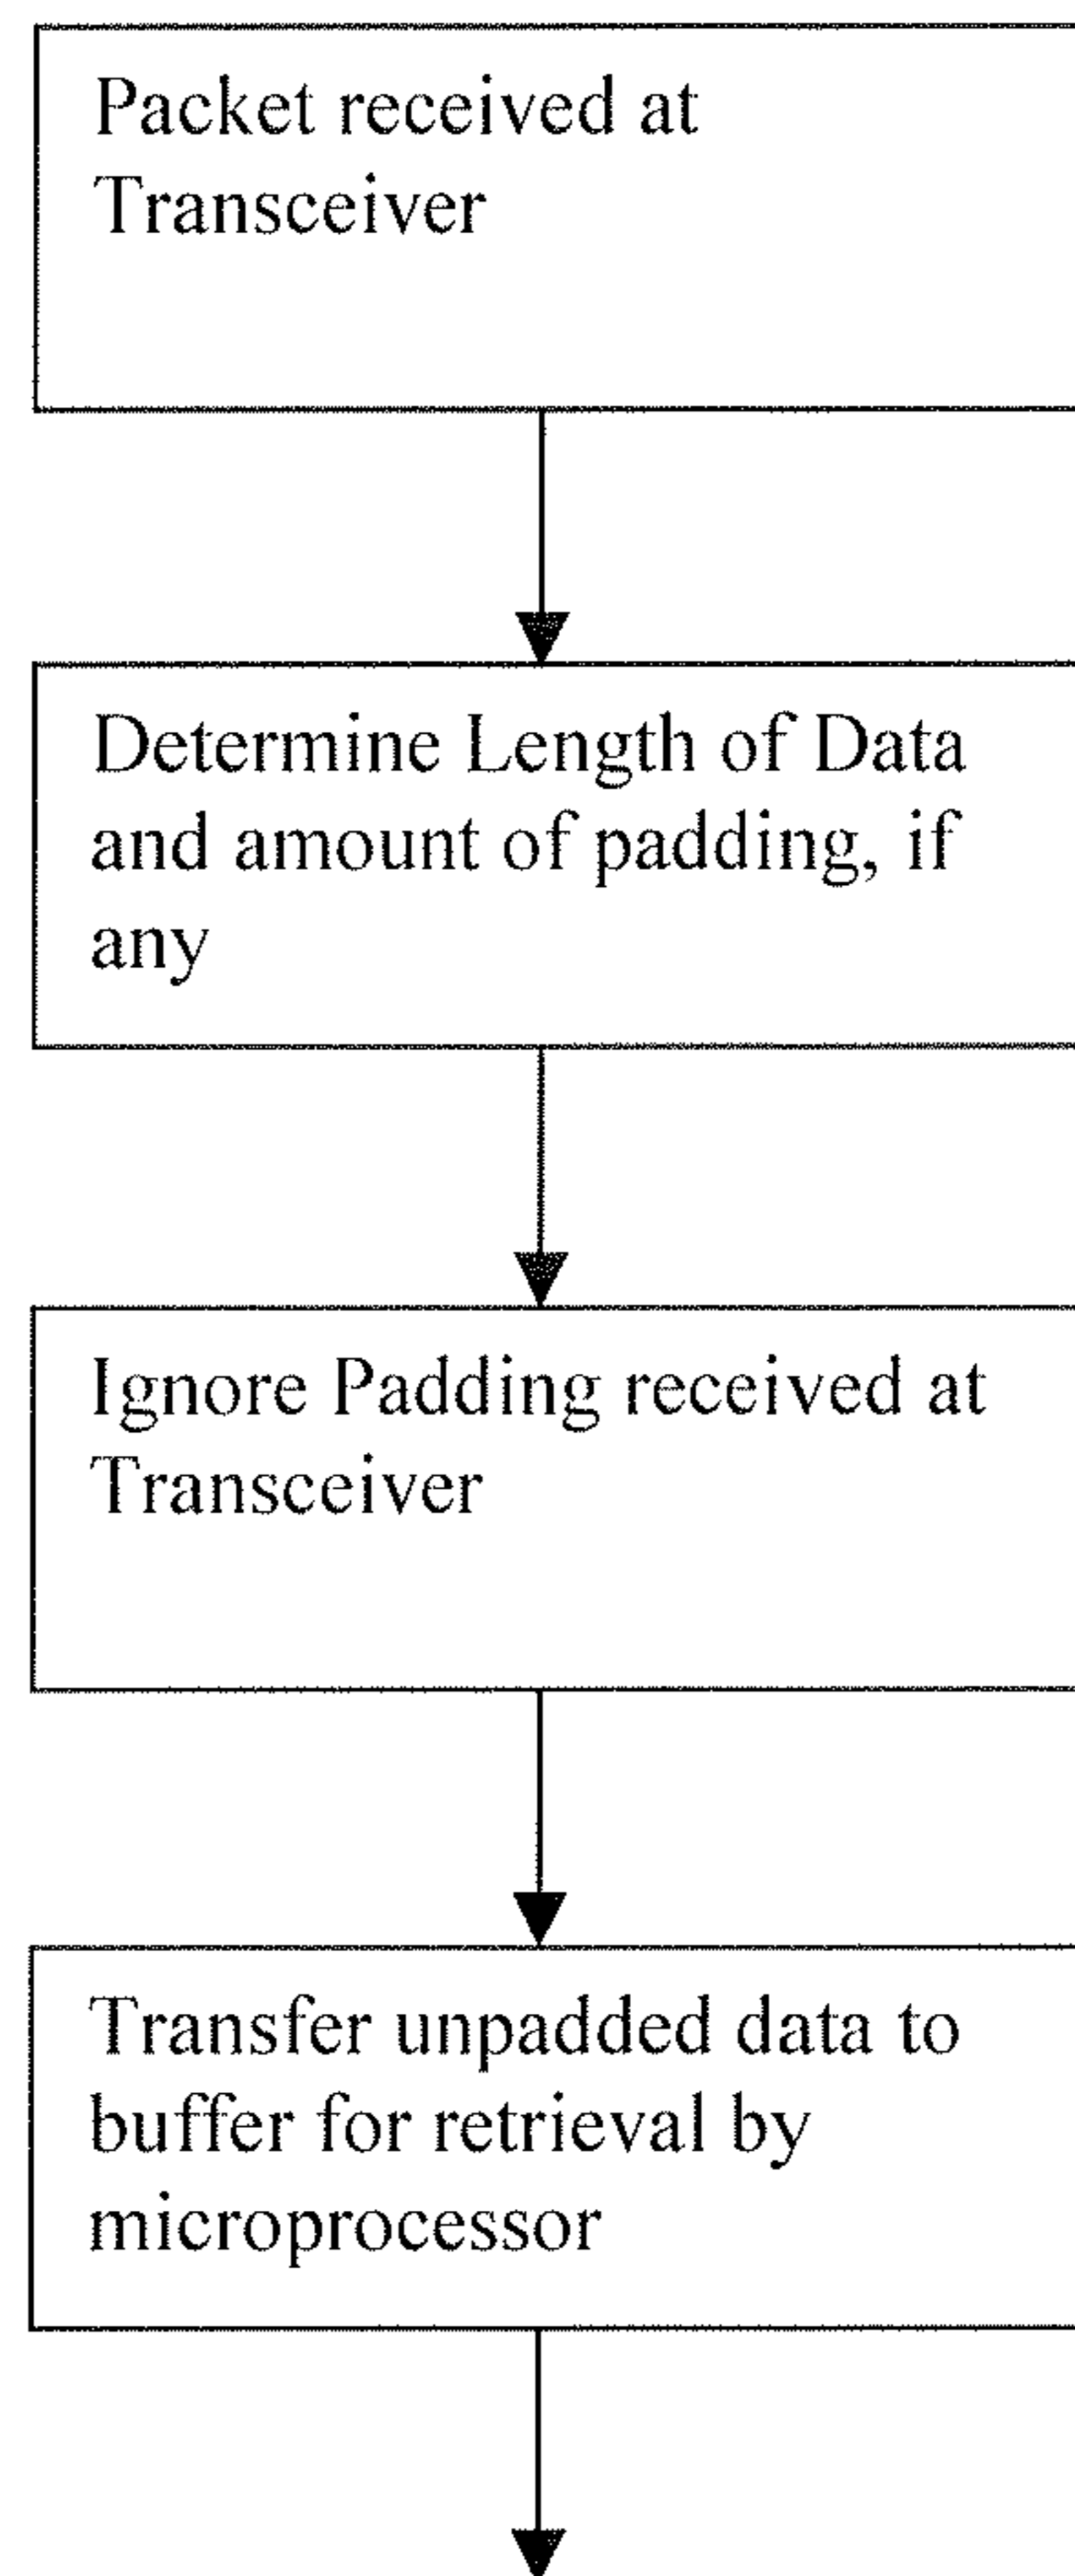 Packet received at
Transceiver
Determine Length of Data
and amount of padding, if
any
Ignore Padding received at
Transceiver
Transfer unpadded data to
buffer for retrieval by
microprocessor